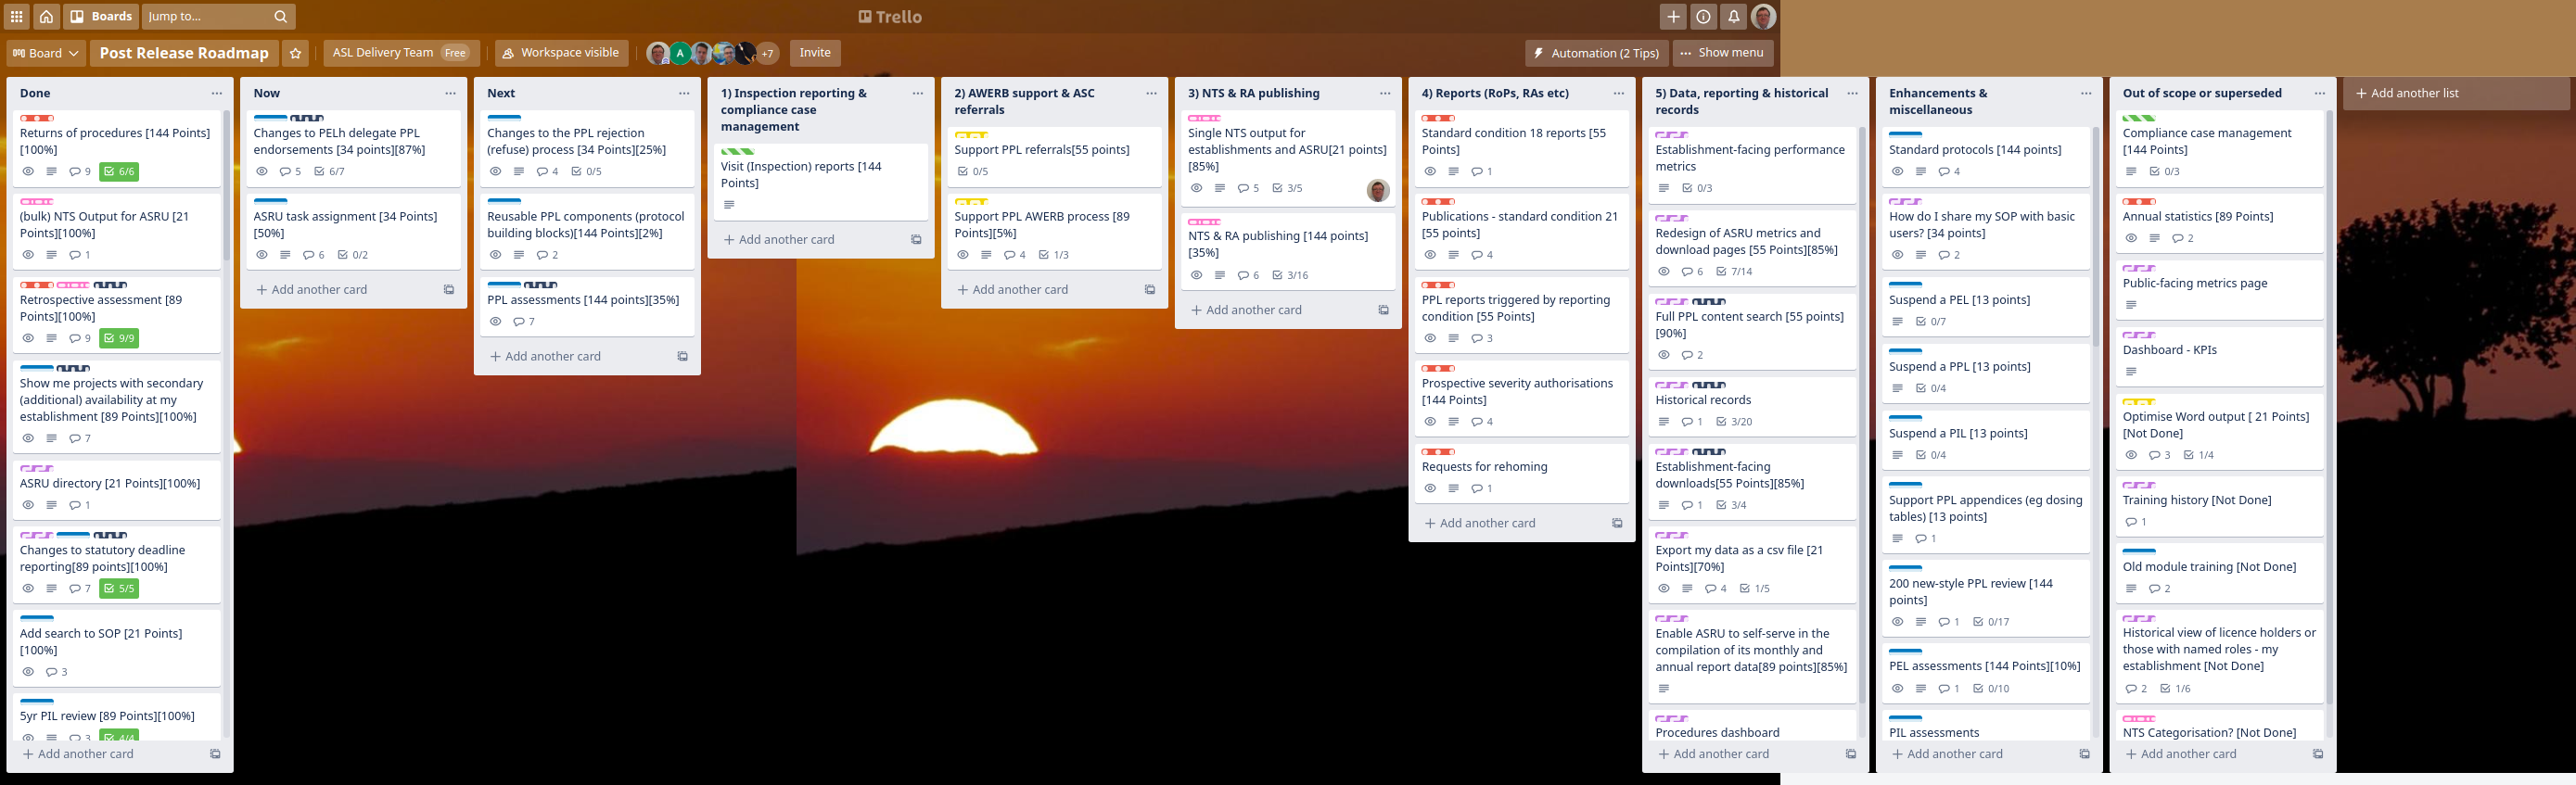 Boards
Jump to...
Trello
Board
Post Release Roadmap
ASL Delivery Team Free
Workspace visible
A
+7
Invite
Automation (2 Tips)
Show menu
Done
Returns of procedures [144 Points]
[100%]
9 6/6
(bulk) NTS Output for ASRU [21
Points][100%]
1
Retrospective assessment [89
Points][100%]
9 9/9
Show me projects with secondary
(additional) availability at my
establishment [89 Points][100%]
7
ASRU directory [21 Points][100%]
1
Changes to statutory deadline
reporting[89 points][100%]
7 5/5
Add search to SOP [21 Points]
[100%]
3
5yr PIL review [89 Points][100%]
3 4/4
Add another card
Now
Changes to PELh delegate PPL
endorsements [34 points][87%]
5 6/7
ASRU task assignment [34 Points]
[50%]
6 0/2
Add another card
Next
Changes to the PPL rejection
(refuse) process [34 Points][25%]
4 0/5
Reusable PPL components (protocol
building blocks)[144 Points][2%]
2
PPL assessments [144 points][35%]
7
Add another card
1) Inspection reporting &
compliance case
management
Visit (Inspection) reports [144
Points]
Add another card
2) AWERB support & ASC
referrals
Support PPL referrals[55 points]
0/5
Support PPL AWERB process [89
Points][5%]
4 1/3
Add another card
3) NTS & RA publishing
Single NTS output for
establishments and ASRU[21 points]
[85%]
5 3/5
NTS & RA publishing [144 points]
[35%]
6 3/16
Add another card
4) Reports (RoPs, RAs etc)
Standard condition 18 reports [55
Points]
1
Publications - standard condition 21
[55 points]
4
PPL reports triggered by reporting
condition [55 Points]
3
Prospective severity authorisations
[144 Points]
4
Requests for rehoming
1
Add another card
5) Data, reporting & historical
records
Establishment-facing performance
metrics
0/3
Redesign of ASRU metrics and
download pages [55 Points][85%]
6 7/14
Full PPL content search [55 points]
[90%]
2
Historical records
1 3/20
Establishment-facing
downloads[55 Points][85%]
1 3/4
Export my data as a csv file [21
Points][70%]
4 1/5
Enable ASRU to self-serve in the
compilation of its monthly and
annual report data[89 points][85%]
Procedures dashboard
Add another card
Enhancements &
miscellaneous
Standard protocols [144 points]
4
How do I share my SOP with basic
users? [34 points]
2
Suspend a PEL [13 points]
0/7
Suspend a PPL [13 points]
0/4
Suspend a PIL [13 points]
0/4
Support PPL appendices (eg dosing
tables) [13 points]
1
200 new-style PPL review [144
points]
1 0/17
PEL assessments [144 Points][10%]
1 0/10
PIL assessments
Add another card
Out of scope or superseded
Compliance case management
[144 Points]
0/3
Annual statistics [89 Points]
2
Public-facing metrics page
Dashboard - KPIs
Optimise Word output [ 21 Points]
[Not Done]
3 1/4
Training history [Not Done]
1
Old module training [Not Done]
2
Historical view of licence holders or
those with named roles - my
establishment [Not Done]
2 1/6
NTS Categorisation? [Not Done]
Add another card
Add another list